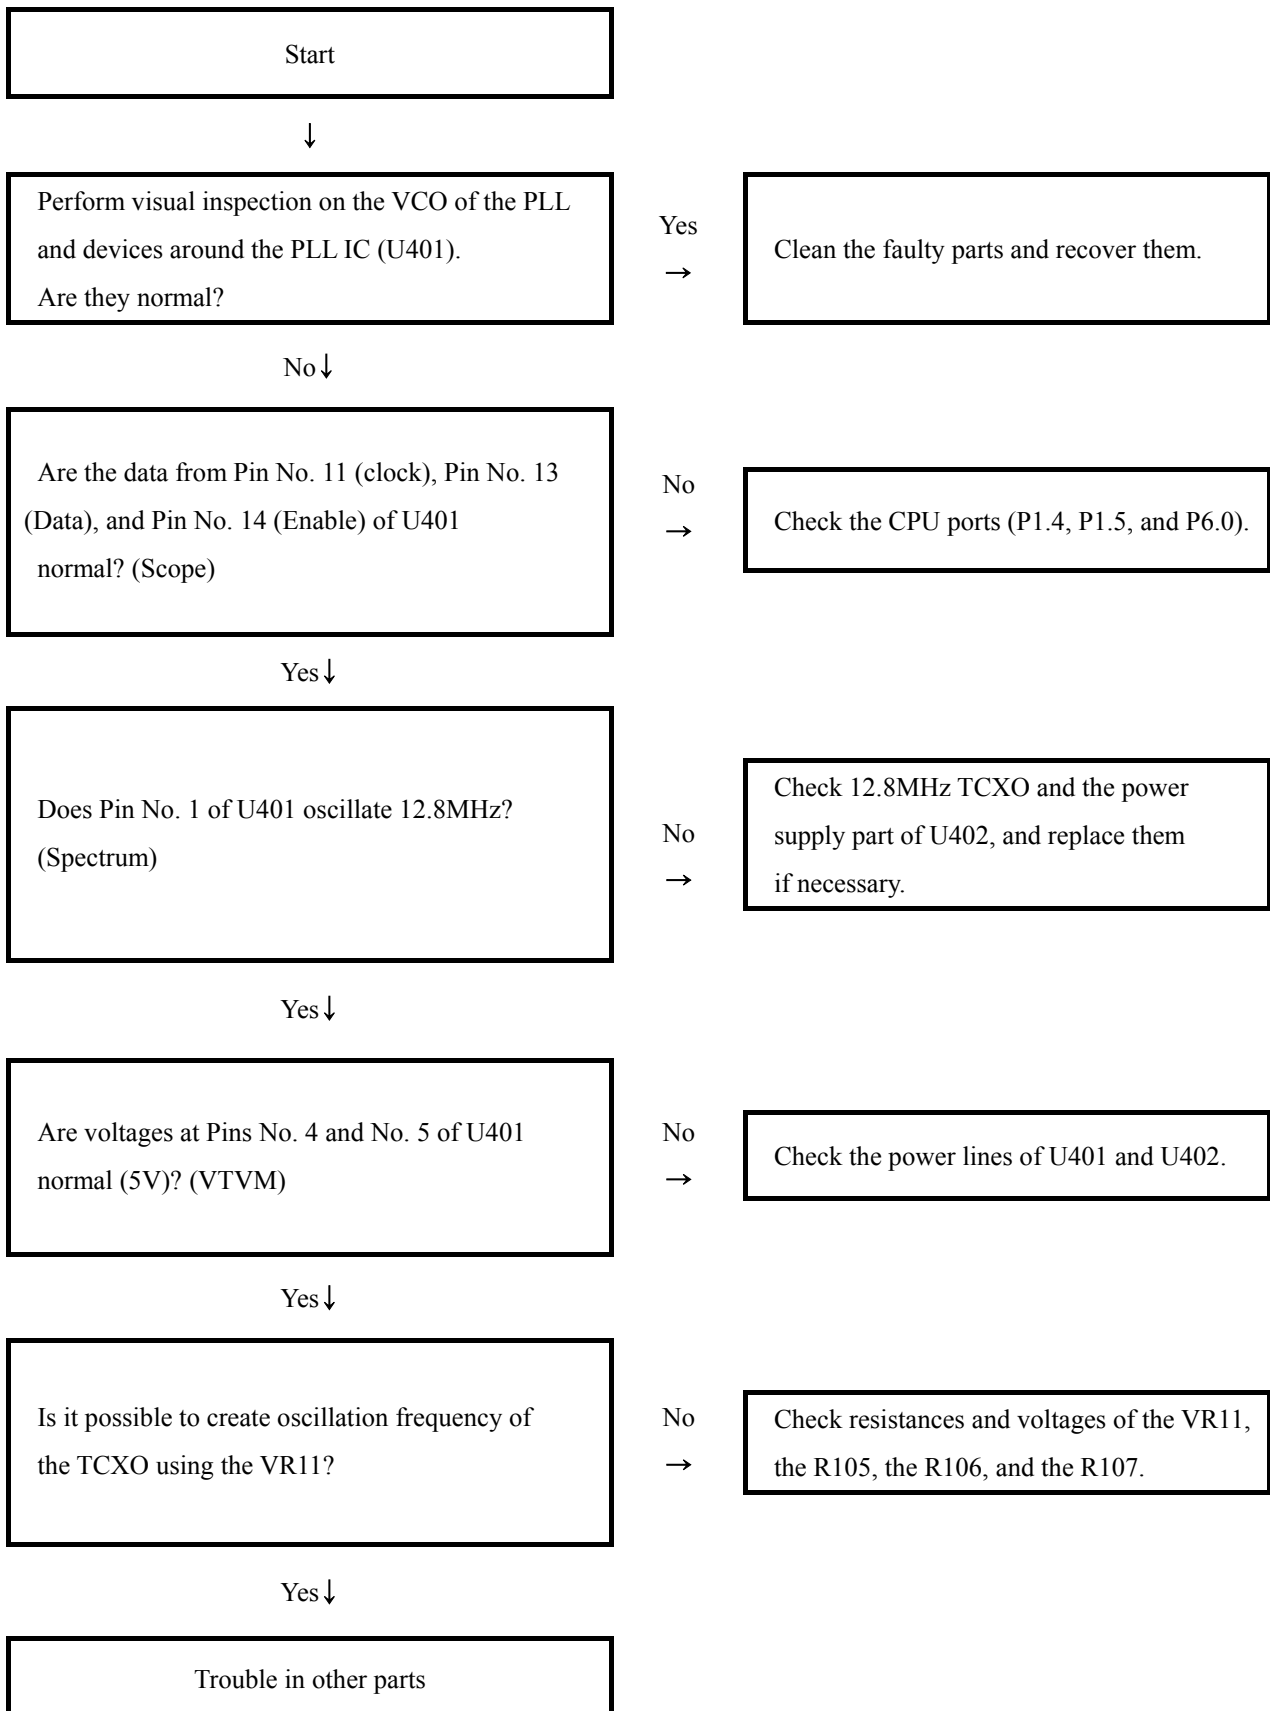 Start
↓
Perform visual inspection on the VCO of the PLL
and devices around the PLL IC (U401).
Are they normal?
Yes
→
Clean the faulty parts and recover them.
No↓
Are the data from Pin No. 11 (clock), Pin No. 13
(Data), and Pin No. 14 (Enable) of U401
normal? (Scope)
No
→
Check the CPU ports (P1.4, P1.5, and P6.0).
Yes↓
Does Pin No. 1 of U401 oscillate 12.8MHz?
(Spectrum)
No
→
Check 12.8MHz TCXO and the power
supply part of U402, and replace them
if necessary.
Yes↓
Are voltages at Pins No. 4 and No. 5 of U401
normal (5V)? (VTVM)
No
→
Check the power lines of U401 and U402.
Yes↓
Is it possible to create oscillation frequency of
the TCXO using the VR11?
No
→
Check resistances and voltages of the VR11,
the R105, the R106, and the R107.
Yes↓
Trouble in other parts